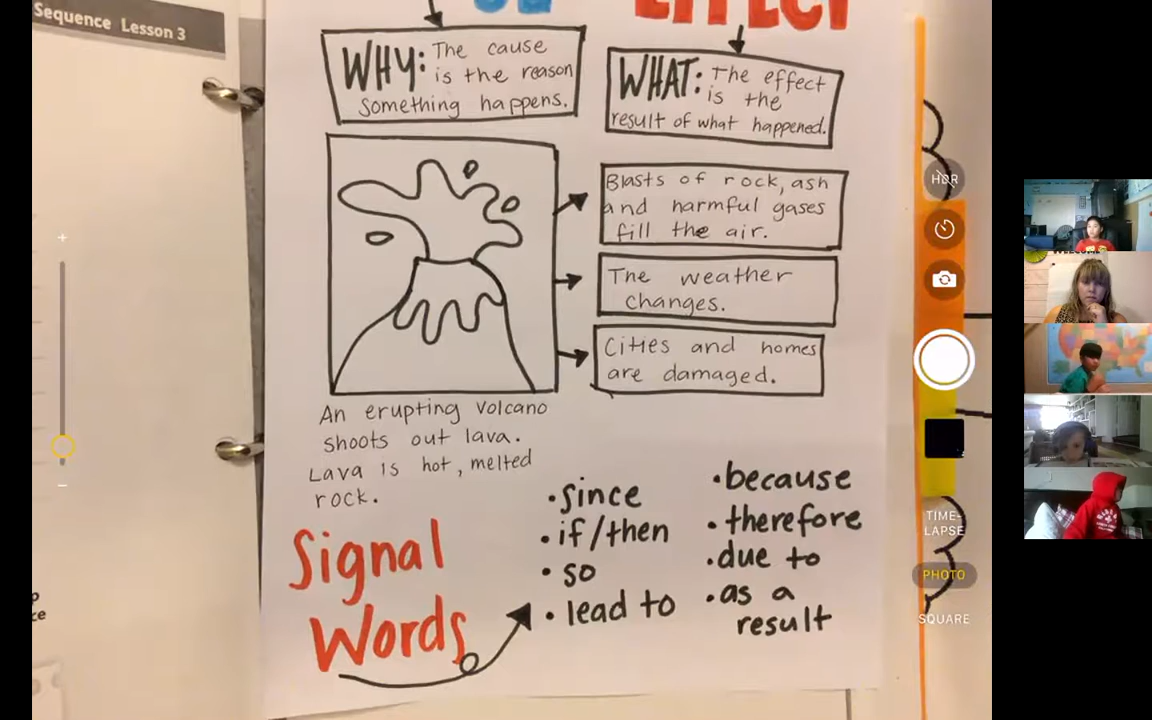 Sequence Lesson 3
EFFECT
WHY: The cause
is the reason
something happens.
WHAT: The effect
is the
result of what happened.
Blasts of rock, ash
and harmful gases
fill the air.
The weather
changes.
Cities and homes
are damaged.
An erupting volcano
shoots out lava.
Lava is hot, melted
rock.
Signal
Words
• since
• if/then
• so
• lead to
• because
• therefore
• due to
• as a
result
HDR
TIME-
LAPSE
PHOTO
SQUARE